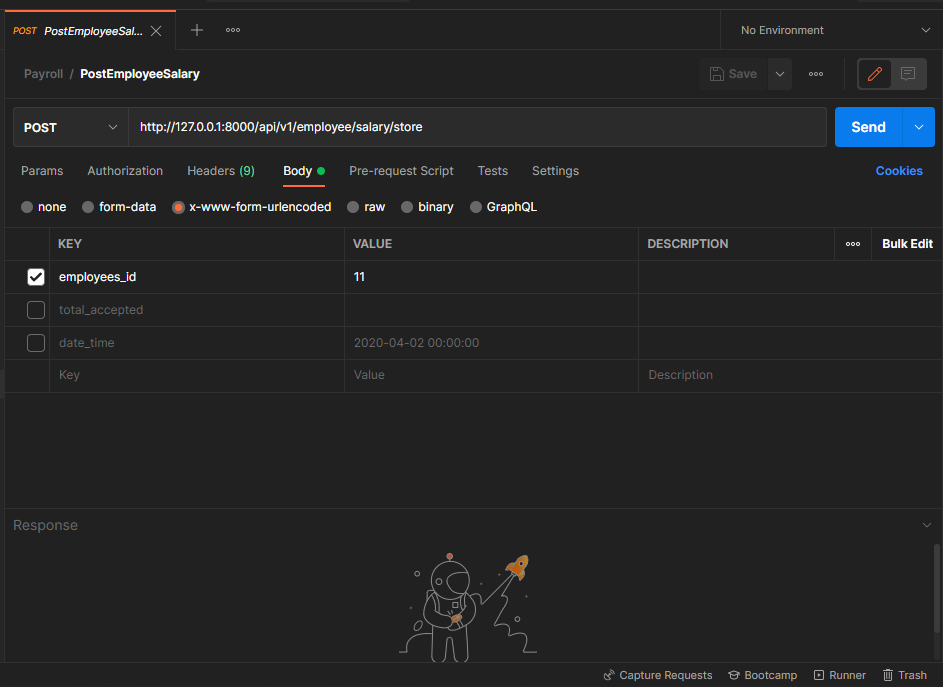 POST PostEmployeeSal...
No Environment
Payroll / PostEmployeeSalary
Save
POST http://127.0.0.1:8000/api/v1/employee/salary/store Send
Params Authorization Headers (9) Body Pre-request Script Tests Settings Cookies
none form-data x-www-form-urlencoded raw binary GraphQL
KEY VALUE DESCRIPTION Bulk Edit
employees_id 11
total_accepted
date_time 2020-04-02 00:00:00
Key Value Description
Response
Capture Requests Bootcamp Runner Trash